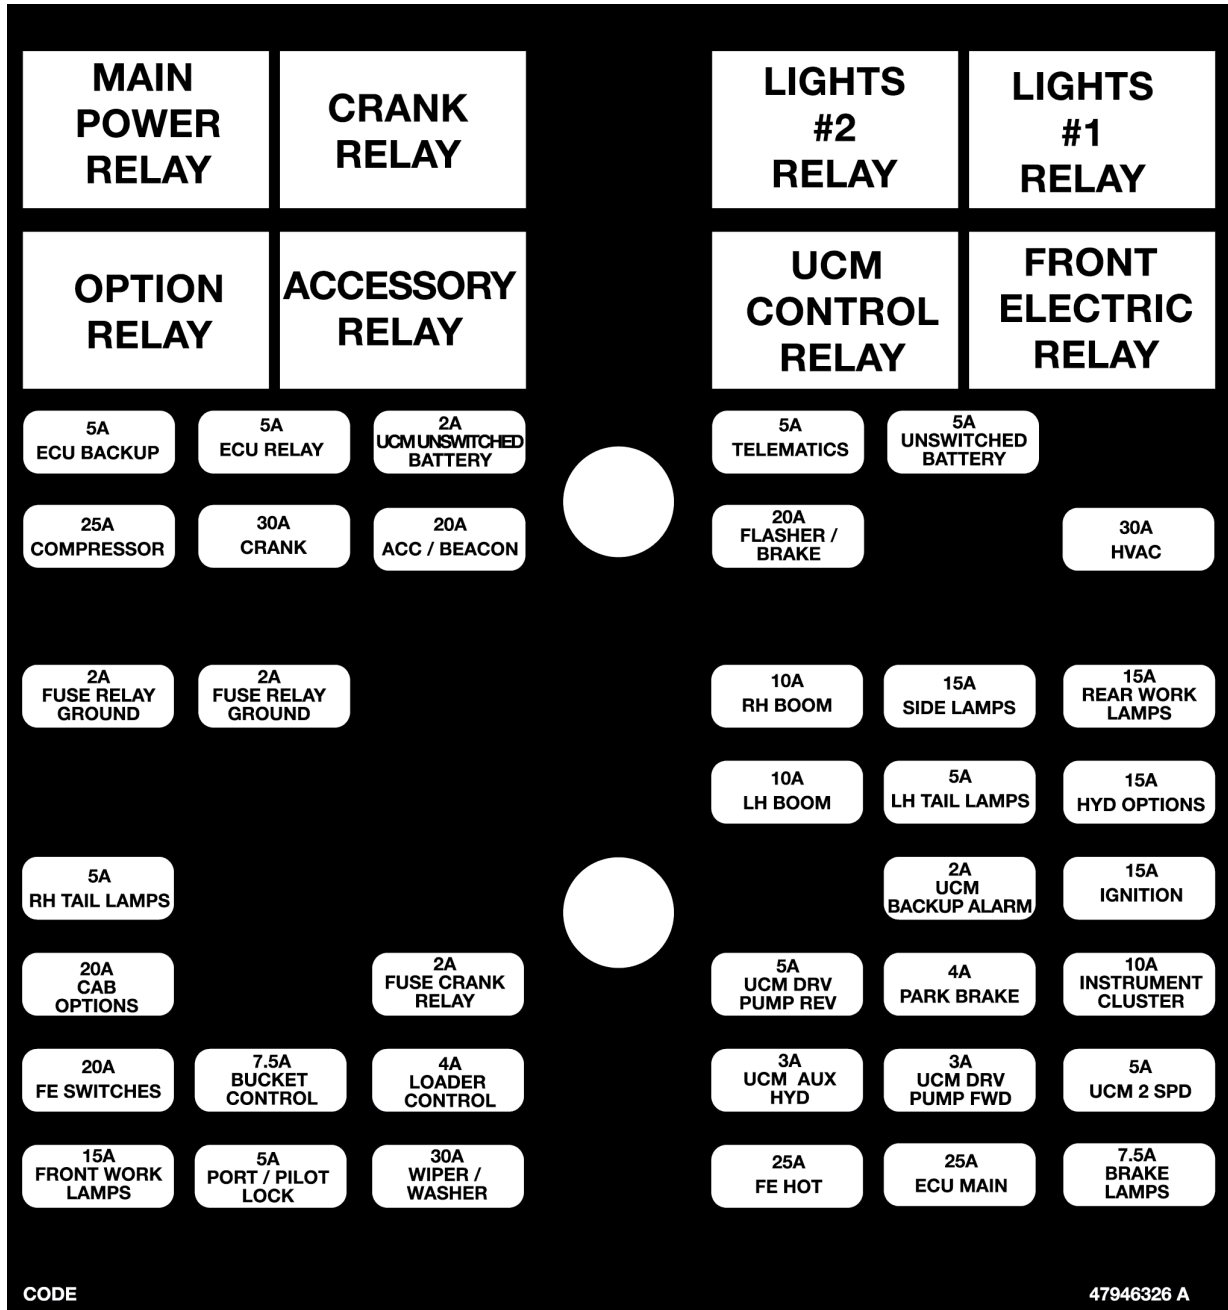 MAIN
POWER
RELAY
CRANK
RELAY
LIGHTS
#2
RELAY
LIGHTS
#1
RELAY
OPTION
RELAY
ACCESSORY
RELAY
UCM
CONTROL
RELAY
FRONT
ELECTRIC
RELAY
5A
ECU BACKUP
5A
ECU RELAY
2A
UCM UNSWITCHED
BATTERY
5A
TELEMATICS
5A
UNSWITCHED
BATTERY
25A
COMPRESSOR
30A
CRANK
20A
ACC / BEACON
20A
FLASHER /
BRAKE
30A
HVAC
2A
FUSE RELAY
GROUND
2A
FUSE RELAY
GROUND
10A
RH BOOM
15A
SIDE LAMPS
15A
REAR WORK
LAMPS
10A
LH BOOM
5A
LH TAIL LAMPS
15A
HYD OPTIONS
5A
RH TAIL LAMPS
2A
UCM
BACKUP ALARM
15A
IGNITION
20A
CAB
OPTIONS
2A
FUSE CRANK
RELAY
5A
UCM DRV
PUMP REV
4A
PARK BRAKE
10A
INSTRUMENT
CLUSTER
20A
FE SWITCHES
7.5A
BUCKET
CONTROL
4A
LOADER
CONTROL
3A
UCM AUX
HYD
3A
UCM DRV
PUMP FWD
5A
UCM 2 SPD
15A
FRONT WORK
LAMPS
5A
PORT / PILOT
LOCK
30A
WIPER /
WASHER
25A
FE HOT
25A
ECU MAIN
7.5A
BRAKE
LAMPS
CODE
47946326 A